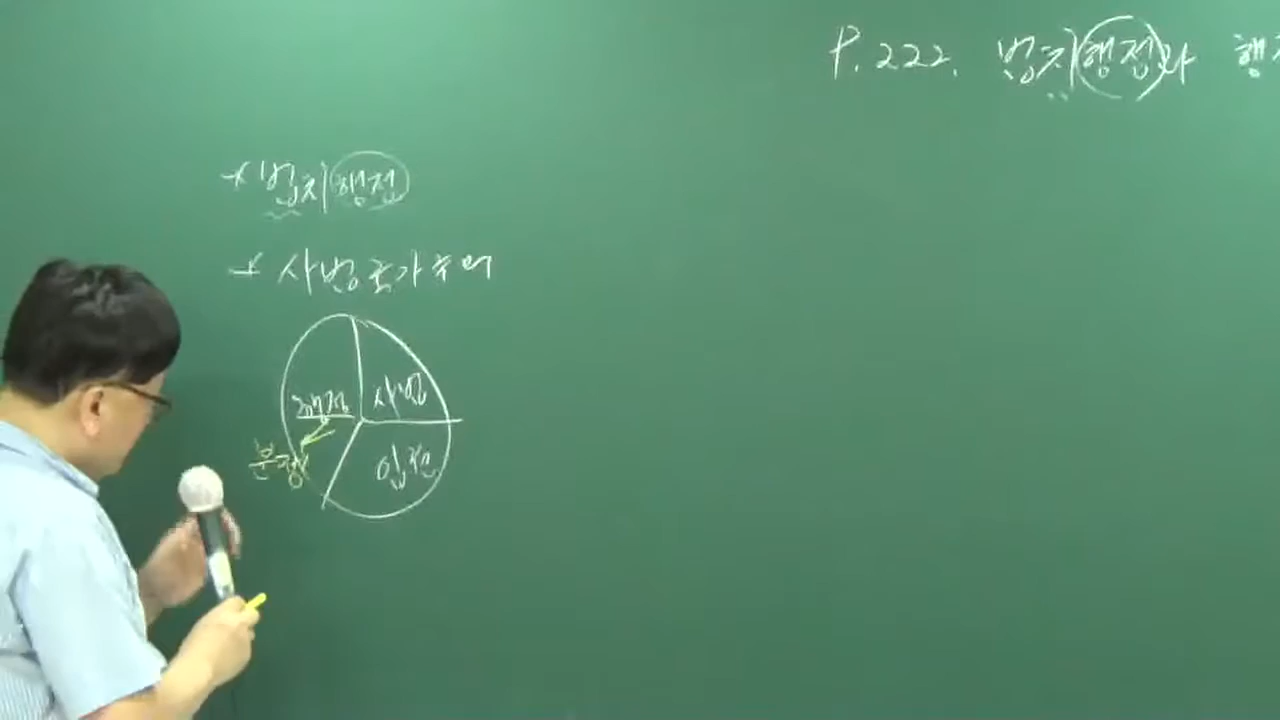 P. 222. 법치행정과 행
* 법치행정
* 사법국가주의
행정 사법
분쟁
입법